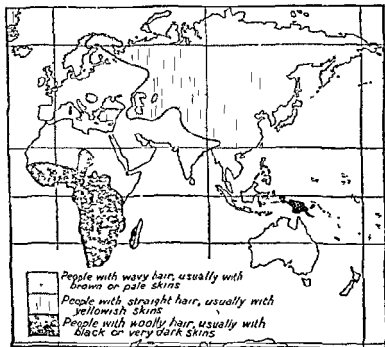 People with wavy hair, usually with
brown or pale skins
People with straight hair, usually with
yellowish skins
People with woolly hair, usually with
black or very dark skins